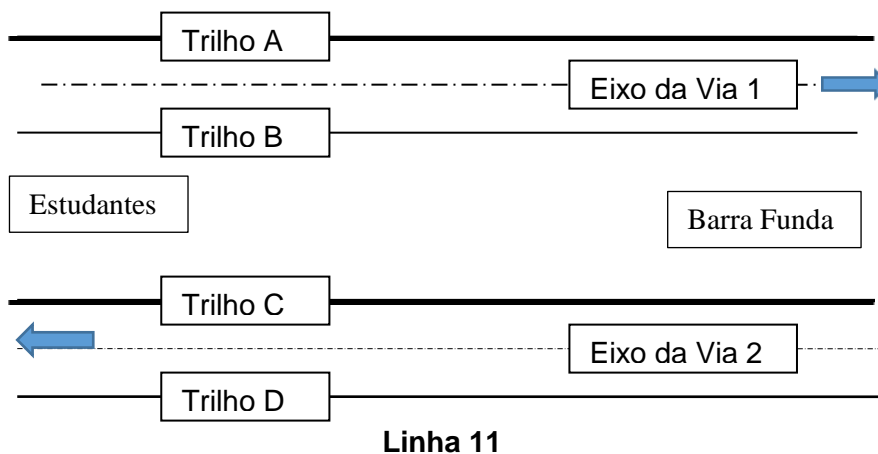 Trilho A
Eixo da Via 1
Trilho B
Estudantes
Barra Funda
Trilho C
Eixo da Via 2
Trilho D
Linha 11